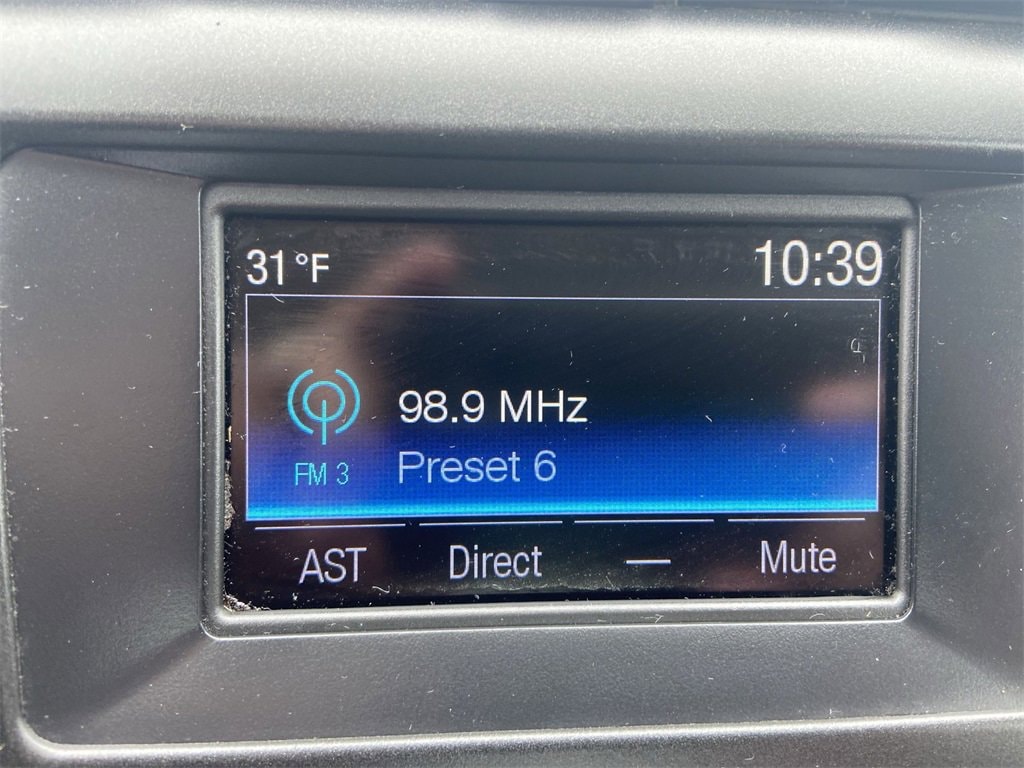 31°F 10:39
98.9 MHz
FM 3 Preset 6
AST Direct — Mute